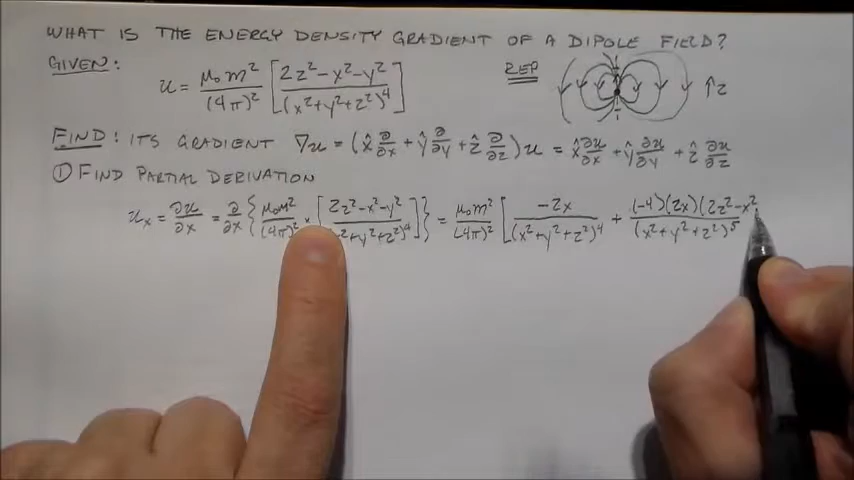 WHAT IS THE ENERGY DENSITY GRADIENT OF A DIPOLE FIELD?
GIVEN: u = μ₀m²/(4π)² [2z²-x²-y²/(x²+y²+z²)⁴] REP ↑z
FIND: ITS GRADIENT ∇u = (x̂ ∂/∂x + ŷ ∂/∂y + ẑ ∂/∂z)u = x̂ ∂u/∂x + ŷ ∂u/∂y + ẑ ∂u/∂z
① FIND PARTIAL DERIVATION
u_x = ∂u/∂x = ∂/∂x {μ₀m²/(4π)² × [2z²-x²-y²/(x²+y²+z²)⁴]} = μ₀m²/(4π)² [-2x/(x²+y²+z²)⁴ + (-4)(2x)(2z²-x²/(x²+y²+z²)⁵